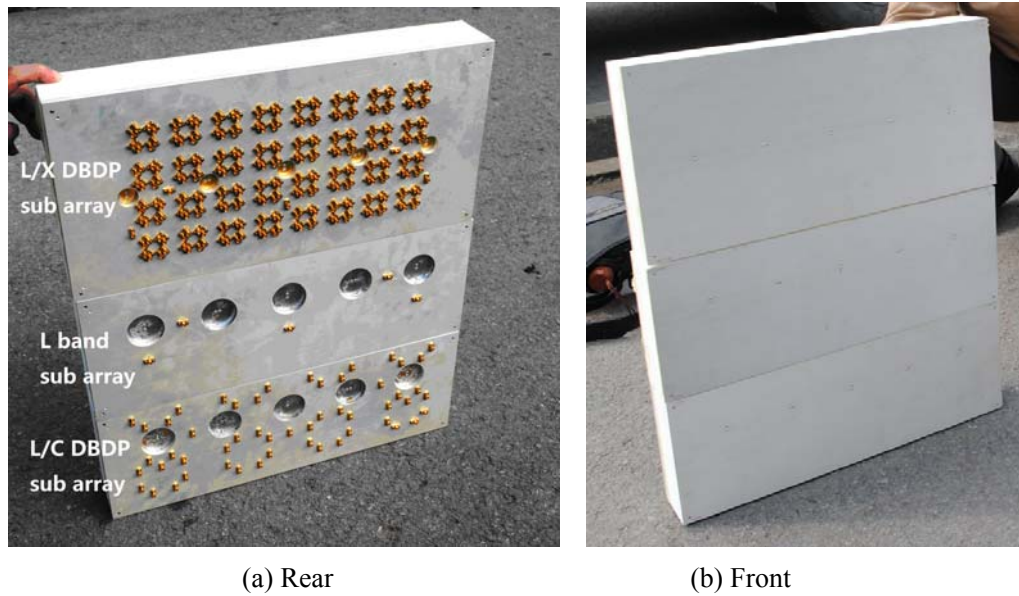 L/X DBDP
sub array
L band
sub array
L/C DBDP
sub array
(a) Rear
(b) Front